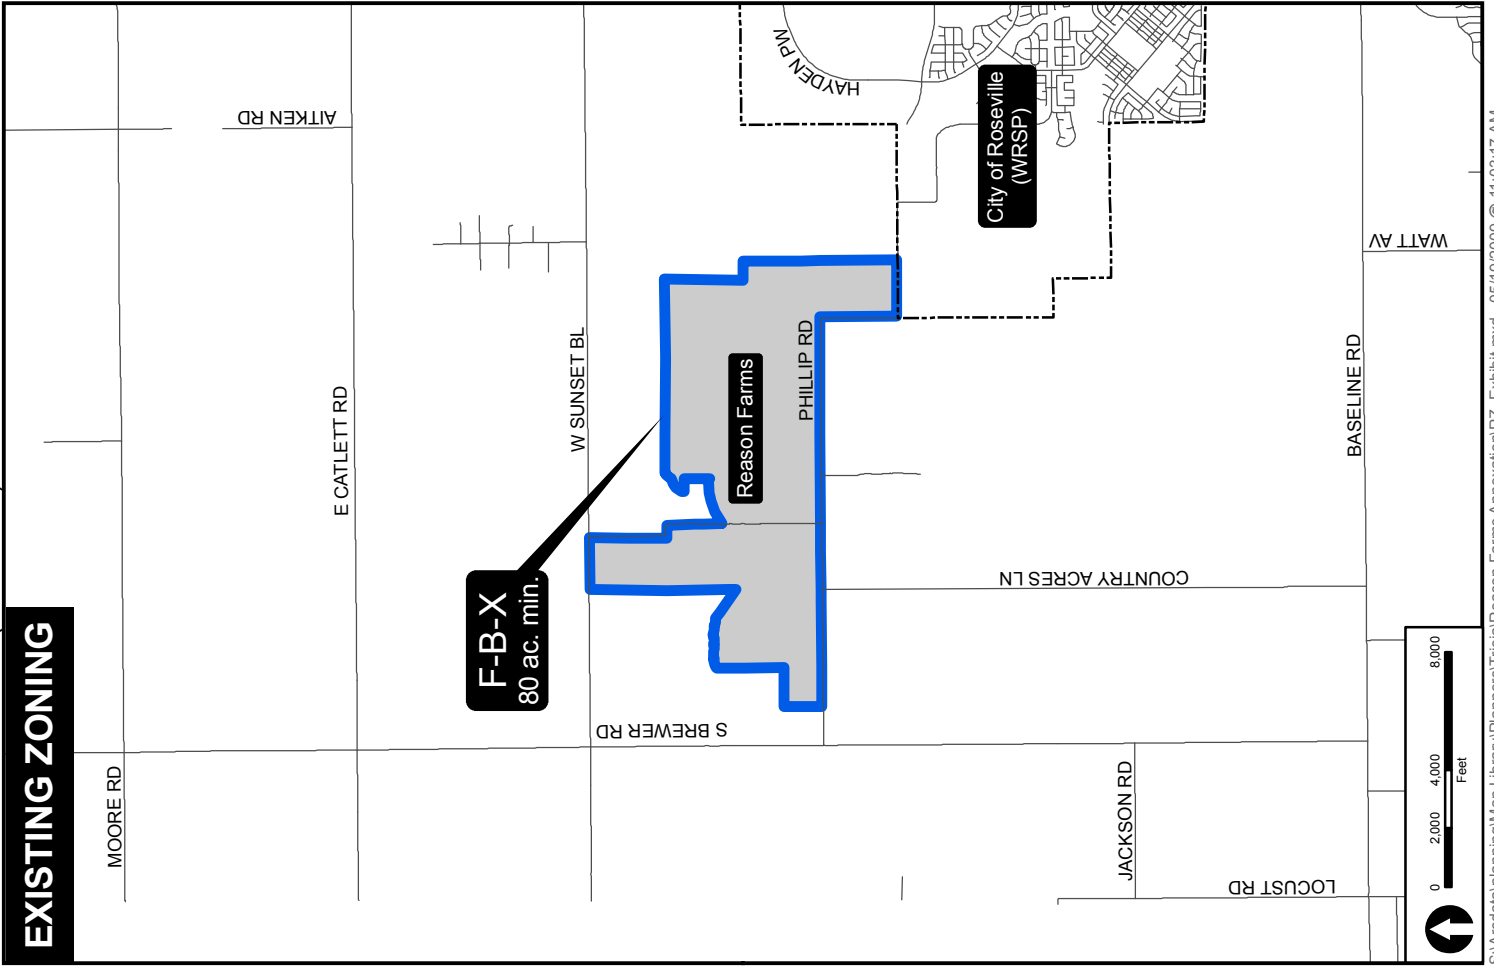 EXISTING ZONING
MOORE RD
E CATLETT RD
AITKEN RD
W SUNSET BL
F-B-X
80 ac. min.
S BREWER RD
Reason Farms
PHILLIP RD
HAYDEN PW
City of Roseville
(WRSP)
COUNTRY ACRES LN
JACKSON RD
LOCUST RD
BASELINE RD
WATT AV
0 2,000 4,000 8,000
Feet